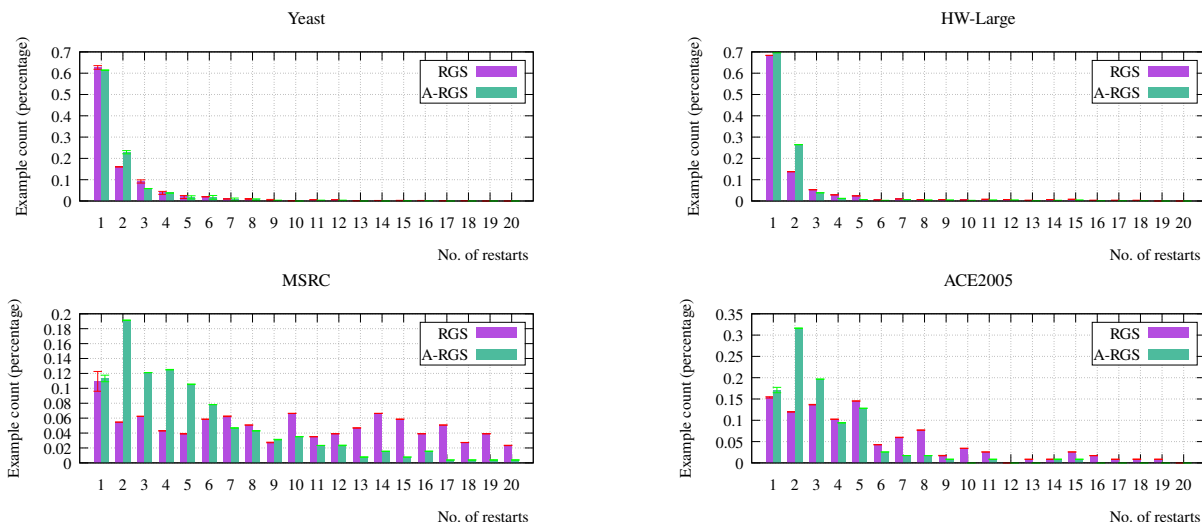 Yeast
Example count (percentage)
0.7
0.6
0.5
0.4
0.3
0.2
0.1
0
RGS
A-RGS
1 2 3 4 5 6 7 8 9 10 11 12 13 14 15 16 17 18 19 20
No. of restarts
HW-Large
Example count (percentage)
0.7
0.6
0.5
0.4
0.3
0.2
0.1
0
RGS
A-RGS
1 2 3 4 5 6 7 8 9 10 11 12 13 14 15 16 17 18 19 20
No. of restarts
MSRC
Example count (percentage)
0.2
0.18
0.16
0.14
0.12
0.1
0.08
0.06
0.04
0.02
0
RGS
A-RGS
1 2 3 4 5 6 7 8 9 10 11 12 13 14 15 16 17 18 19 20
No. of restarts
ACE2005
Example count (percentage)
0.35
0.3
0.25
0.2
0.15
0.1
0.05
0
RGS
A-RGS
1 2 3 4 5 6 7 8 9 10 11 12 13 14 15 16 17 18 19 20
No. of restarts